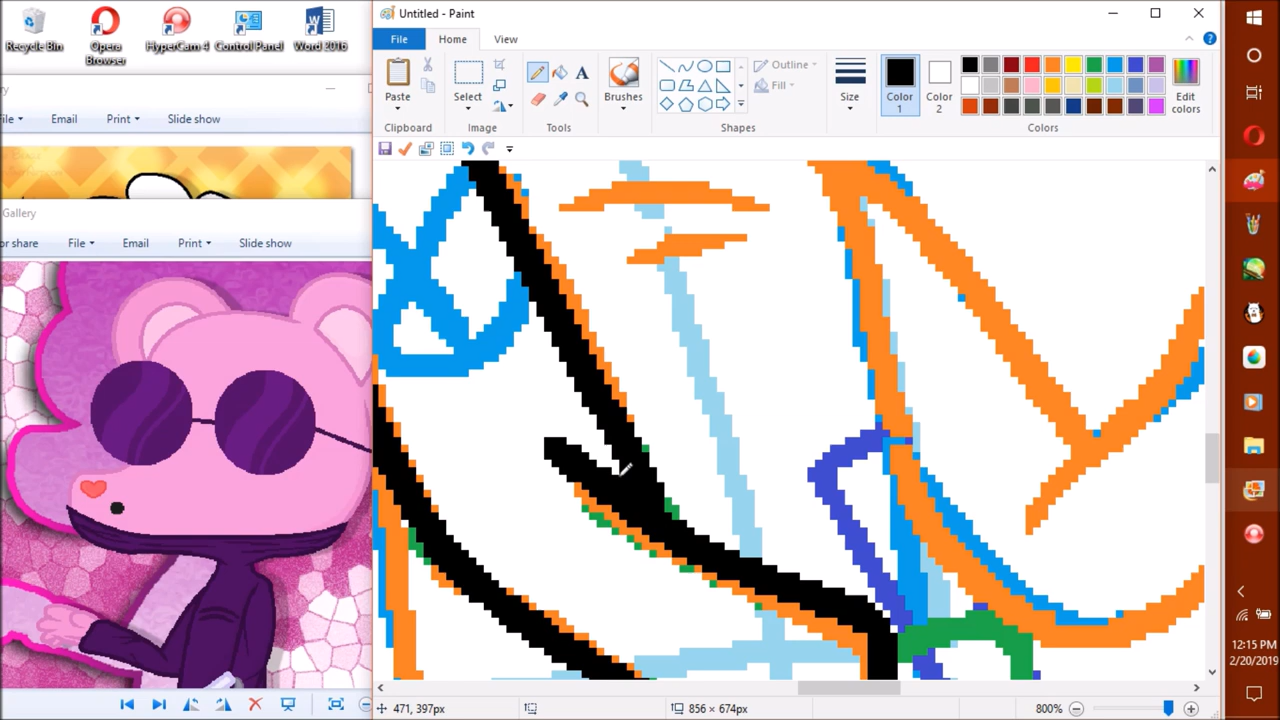 Recycle Bin
Opera Browser
HyperCam 4
Control Panel
Word 2016
Email
Print
Slide show
Gallery
File
Email
Print
Slide show
Untitled - Paint
File
Home
View
Paste
Clipboard
Select
Image
Tools
Brushes
Outline
Fill
Shapes
Size
Color 1
Color 2
Edit colors
Colors
471, 397px
856 × 674px
800%
12:15 PM
2/20/2019